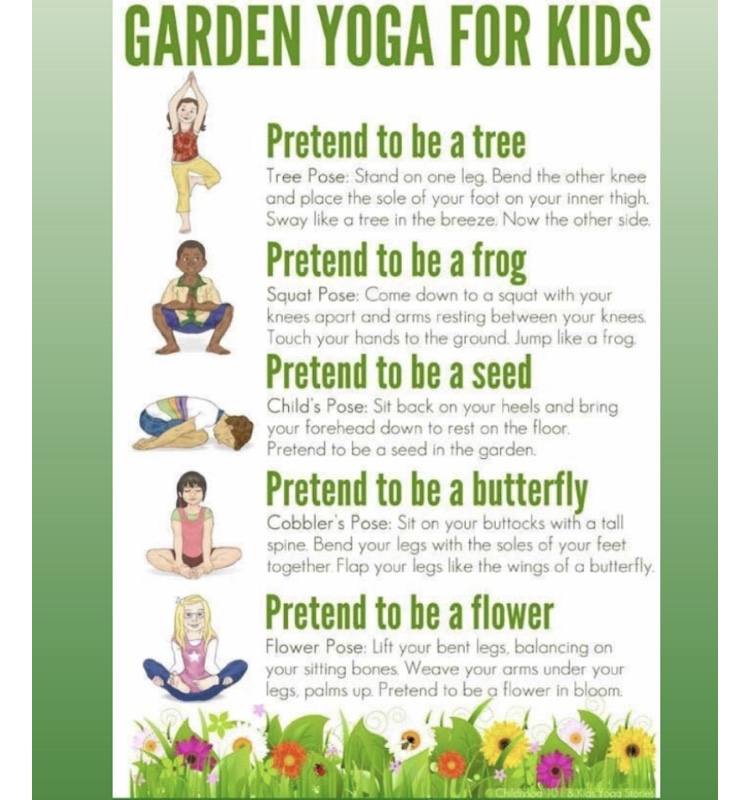 GARDEN YOGA FOR KIDS
Pretend to be a tree
Tree Pose: Stand on one leg. Bend the other knee
and place the sole of your foot on your inner thigh.
Sway like a tree in the breeze. Now the other side.
Pretend to be a frog
Squat Pose: Come down to a squat with your
knees apart and arms resting between your knees.
Touch your hands to the ground. Jump like a frog.
Pretend to be a seed
Child's Pose: Sit back on your heels and bring
your forehead down to rest on the floor.
Pretend to be a seed in the garden.
Pretend to be a butterfly
Cobbler's Pose: Sit on your buttocks with a tall
spine. Bend your legs with the soles of your feet
together. Flap your legs like the wings of a butterfly.
Pretend to be a flower
Flower Pose: Lift your bent legs, balancing on
your sitting bones. Weave your arms under your
legs, palms up. Pretend to be a flower in bloom.
© Childhood 101 & Kids Yoga Stories